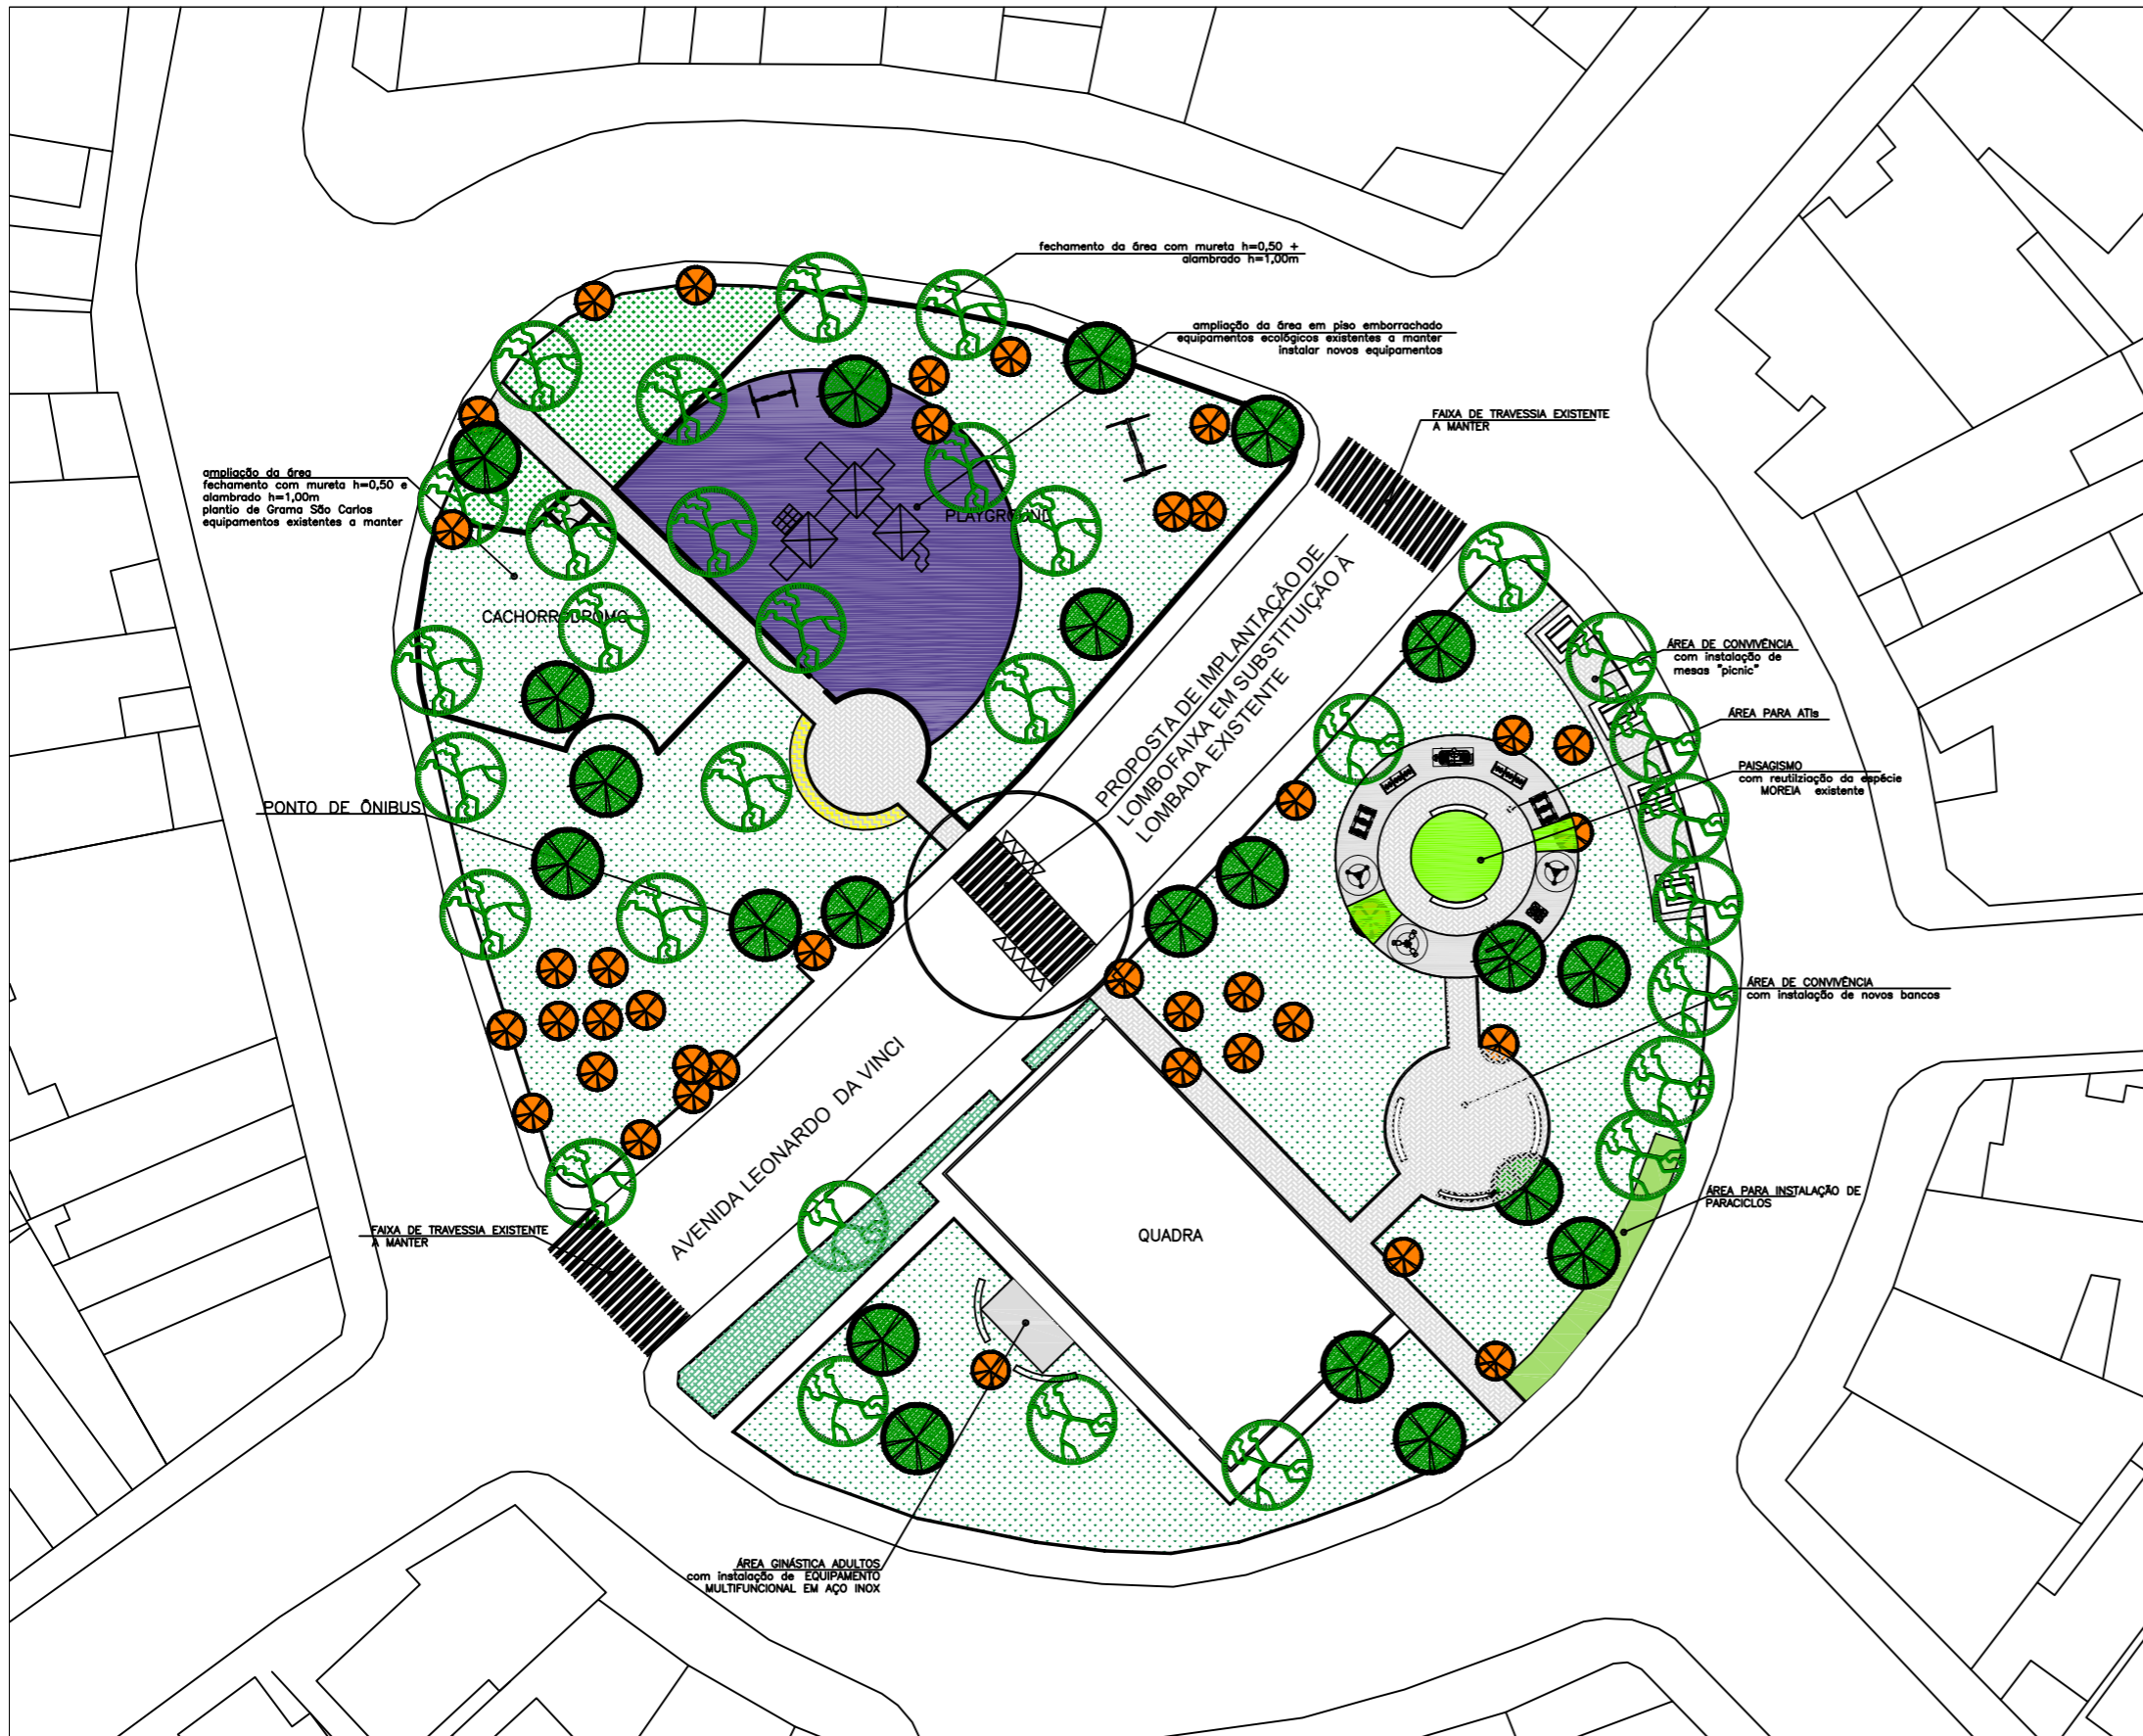 fechamento da área com mureta h=0,50 +
alambrado h=1,00m
ampliação da área em piso emborrachado
equipamentos ecológicos existentes a manter
instalar novos equipamentos
FAIXA DE TRAVESSIA EXISTENTE
A MANTER
ampliação da área
fechamento com mureta h=0,50 e
alambrado h=1,00m
plantio de Grama São Carlos
equipamentos existentes a manter
PLAYGROUND
CACHORRODROMO
PROPOSTA DE IMPLANTAÇÃO DE
LOMBOFAIXA EM SUBSTITUIÇÃO À
LOMBADA EXISTENTE
ÁREA DE CONVIVÊNCIA
com instalação de
mesas "picnic"
ÁREA PARA ATIs
PAISAGISMO
com reutilziação da espécie
MOREIA existente
PONTO DE ÔNIBUS
ÁREA DE CONVIVÊNCIA
com instalação de novos bancos
AVENIDA LEONARDO DA VINCI
ÁREA PARA INSTALAÇÃO DE
PARACICLOS
FAIXA DE TRAVESSIA EXISTENTE
A MANTER
QUADRA
ÁREA GINÁSTICA ADULTOS
com instalação de EQUIPAMENTO
MULTIFUNCIONAL EM AÇO INOX